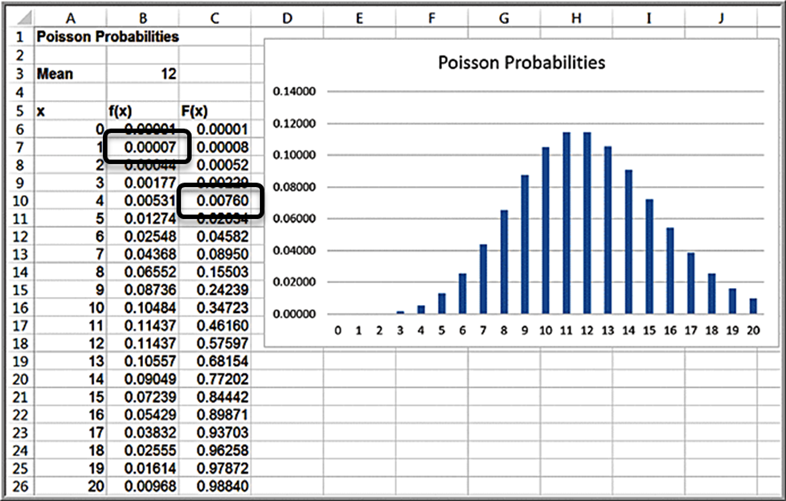 A B C D E F G H I J
1 Poisson Probabilities
2
3 Mean 12
4
5 x f(x) F(x)
6 0 0.00001 0.00001
7 1 0.00007 0.00008
8 2 0.00044 0.00052
9 3 0.00177 0.00229
10 4 0.00531 0.00760
11 5 0.01274 0.02034
12 6 0.02548 0.04582
13 7 0.04368 0.08950
14 8 0.06552 0.15503
15 9 0.08736 0.24239
16 10 0.10484 0.34723
17 11 0.11437 0.46160
18 12 0.11437 0.57597
19 13 0.10557 0.68154
20 14 0.09049 0.77202
21 15 0.07239 0.84442
22 16 0.05429 0.89871
23 17 0.03832 0.93703
24 18 0.02555 0.96258
25 19 0.01614 0.97872
26 20 0.00968 0.98840
Poisson Probabilities
0.14000
0.12000
0.10000
0.08000
0.06000
0.04000
0.02000
0.00000
0 1 2 3 4 5 6 7 8 9 10 11 12 13 14 15 16 17 18 19 20